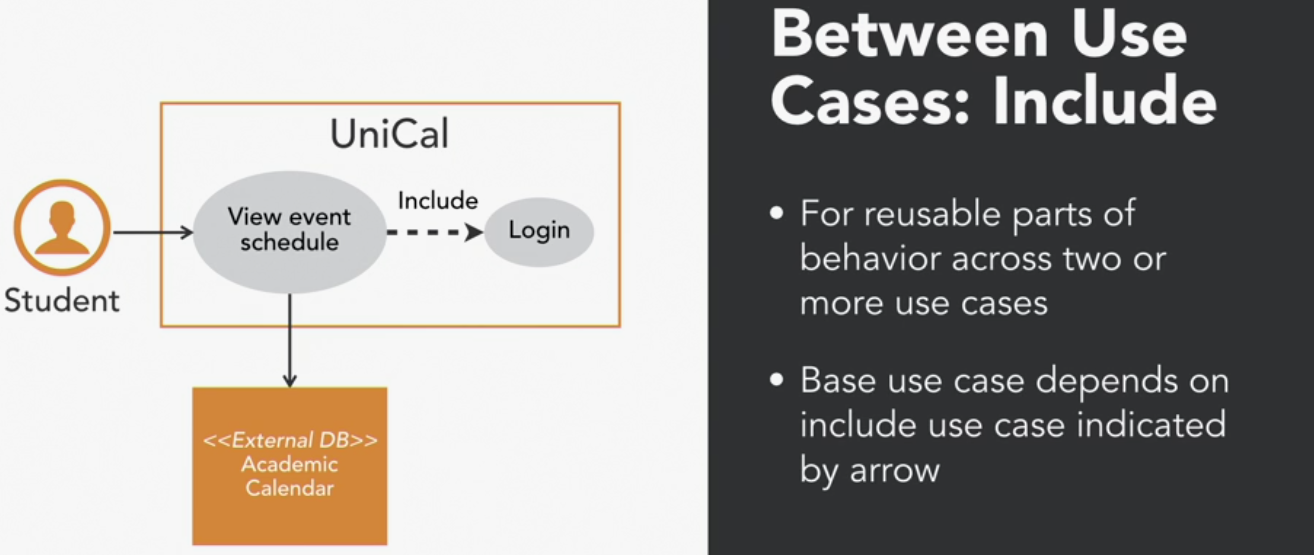 Between Use
Cases: Include
UniCal
View event
schedule
Include
Login
Student
<<External DB>>
Academic
Calendar
• For reusable parts of
behavior across two or
more use cases
• Base use case depends on
include use case indicated
by arrow